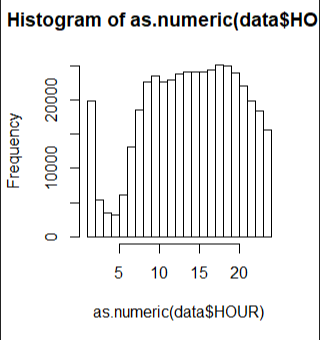 Histogram of as.numeric(data$HO
Frequency
0 10000 20000
5 10 15 20
as.numeric(data$HOUR)